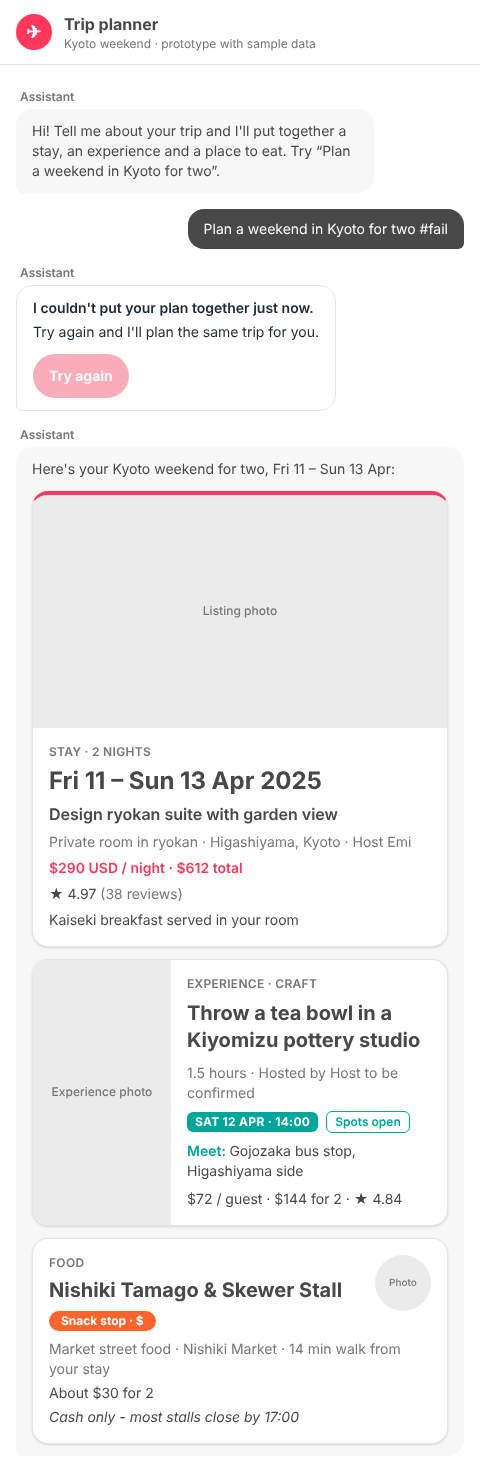 Trip planner
Kyoto weekend · prototype with sample data
Assistant
Hi! Tell me about your trip and I'll put together a
stay, an experience and a place to eat. Try “Plan
a weekend in Kyoto for two”.
Plan a weekend in Kyoto for two #fail
Assistant
I couldn't put your plan together just now.
Try again and I'll plan the same trip for you.
Try again
Assistant
Here's your Kyoto weekend for two, Fri 11 – Sun 13 Apr:
Listing photo
STAY · 2 NIGHTS
Fri 11 – Sun 13 Apr 2025
Design ryokan suite with garden view
Private room in ryokan · Higashiyama, Kyoto · Host Emi
$290 USD / night · $612 total
★ 4.97 (38 reviews)
Kaiseki breakfast served in your room
Experience photo
EXPERIENCE · CRAFT
Throw a tea bowl in a
Kiyomizu pottery studio
1.5 hours · Hosted by Host to be
confirmed
SAT 12 APR · 14:00 Spots open
Meet: Gojozaka bus stop,
Higashiyama side
$72 / guest · $144 for 2 · ★ 4.84
FOOD
Nishiki Tamago & Skewer Stall
Photo
Snack stop · $
Market street food · Nishiki Market · 14 min walk from
your stay
About $30 for 2
Cash only - most stalls close by 17:00